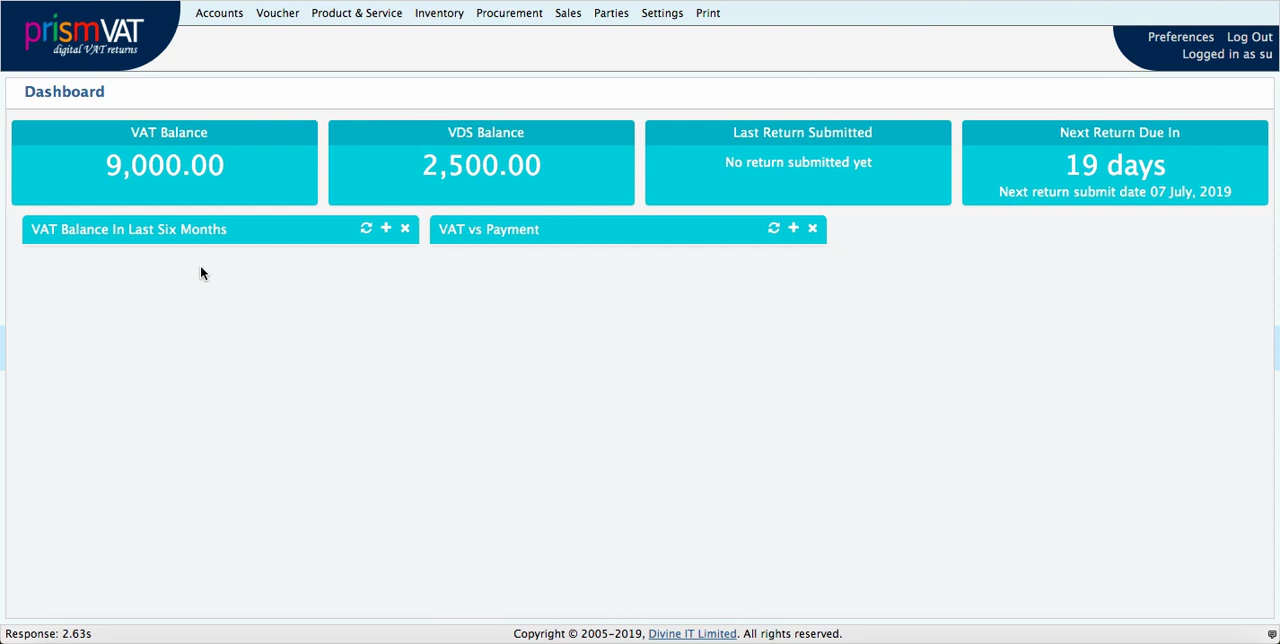 prismVAT
digital VAT returns
Accounts Voucher Product & Service Inventory Procurement Sales Parties Settings Print
Preferences Log Out
Logged in as su
Dashboard
VAT Balance
9,000.00
VDS Balance
2,500.00
Last Return Submitted
No return submitted yet
Next Return Due In
19 days
Next return submit date 07 July, 2019
VAT Balance In Last Six Months
VAT vs Payment
Response: 2.63s
Copyright © 2005-2019, Divine IT Limited. All rights reserved.